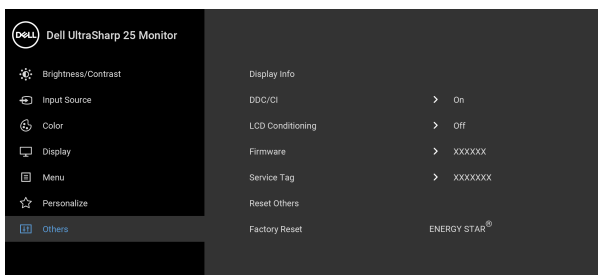 DELL Dell UltraSharp 25 Monitor
Brightness/Contrast Display Info
Input Source DDC/CI > On
Color LCD Conditioning > Off
Display Firmware > XXXXXX
Menu Service Tag > XXXXXXX
Personalize Reset Others
Others Factory Reset ENERGY STAR®